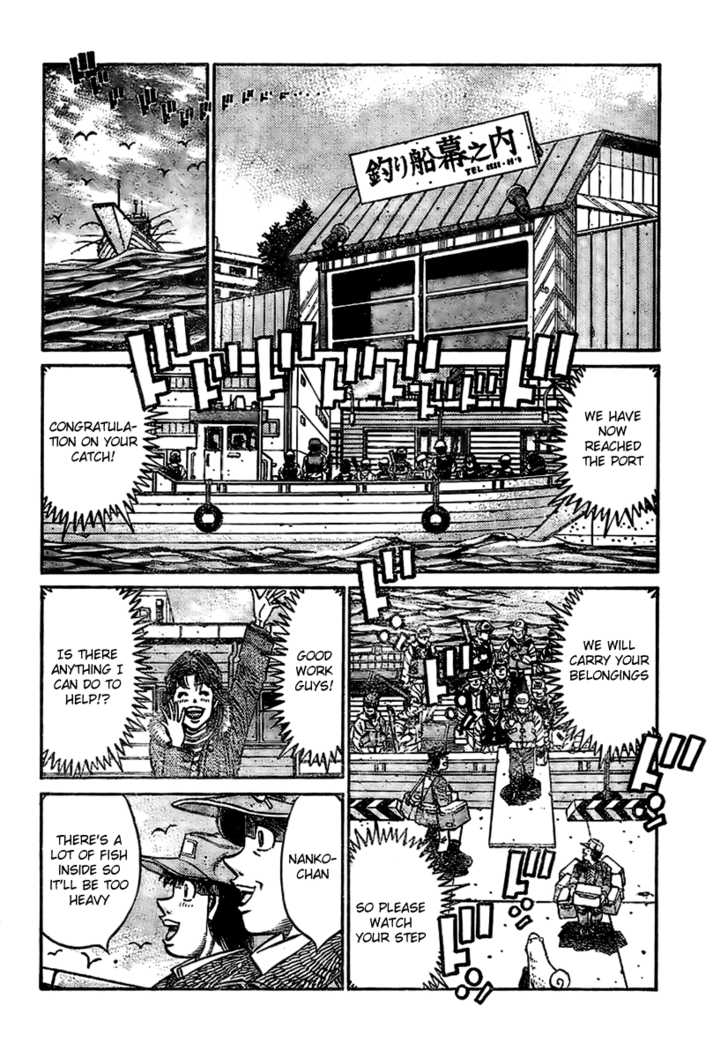 釣り船幕之内
WE HAVE
NOW
REACHED
THE PORT
CONGRATULA-
TION ON YOUR
CATCH!
GOOD
WORK
GUYS!
IS THERE
ANYTHING I
CAN DO TO
HELP!?
WE WILL
CARRY YOUR
BELONGINGS
SO PLEASE
WATCH
YOUR STEP
NANKO-
CHAN
THERE'S A
LOT OF FISH
INSIDE SO
IT'LL BE TOO
HEAVY